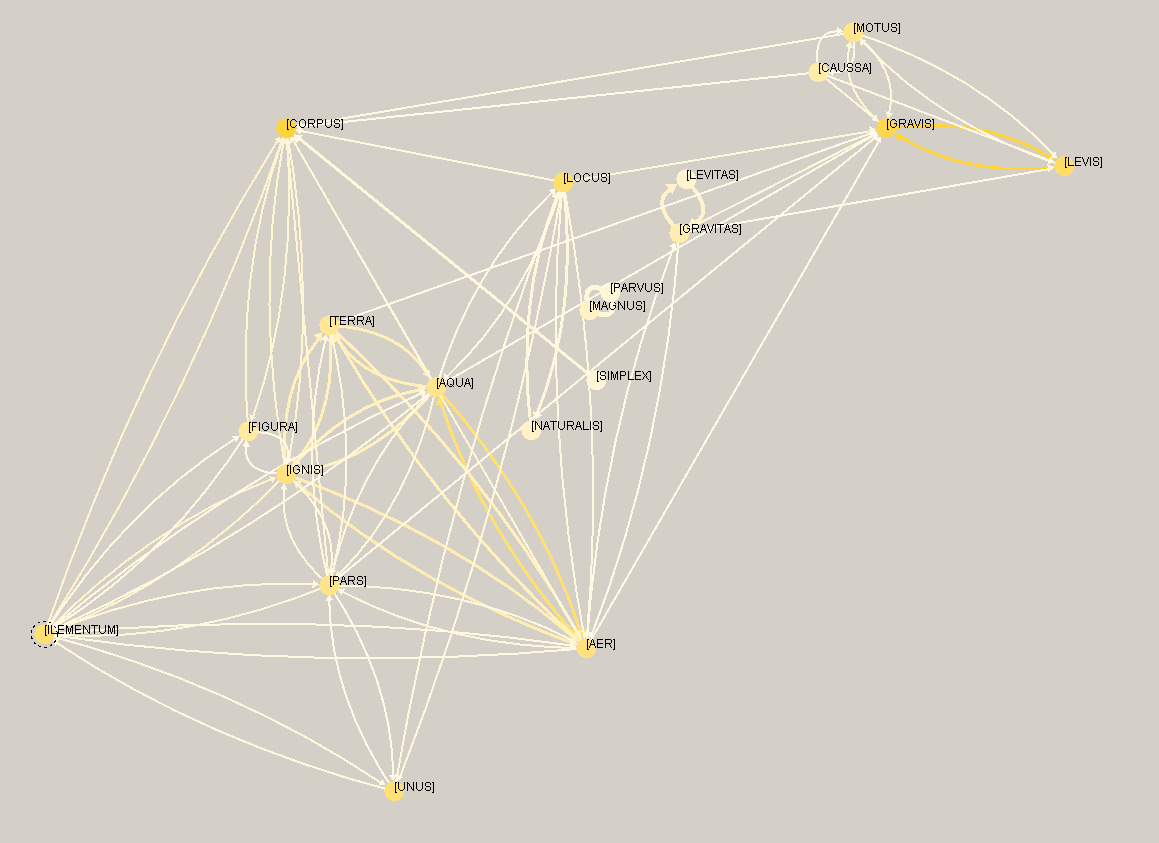 [MOTUS]
[CAUSSA]
[CORPUS]
[GRAVIS]
[LEVIS]
[LOCUS]
[LEVITAS]
[GRAVITAS]
[PARVUS]
[MAGNUS]
[TERRA]
[AQUA]
[SIMPLEX]
[FIGURA]
[NATURALIS]
[IGNIS]
[PARS]
[ILEMENTUM]
[AER]
[UNUS]